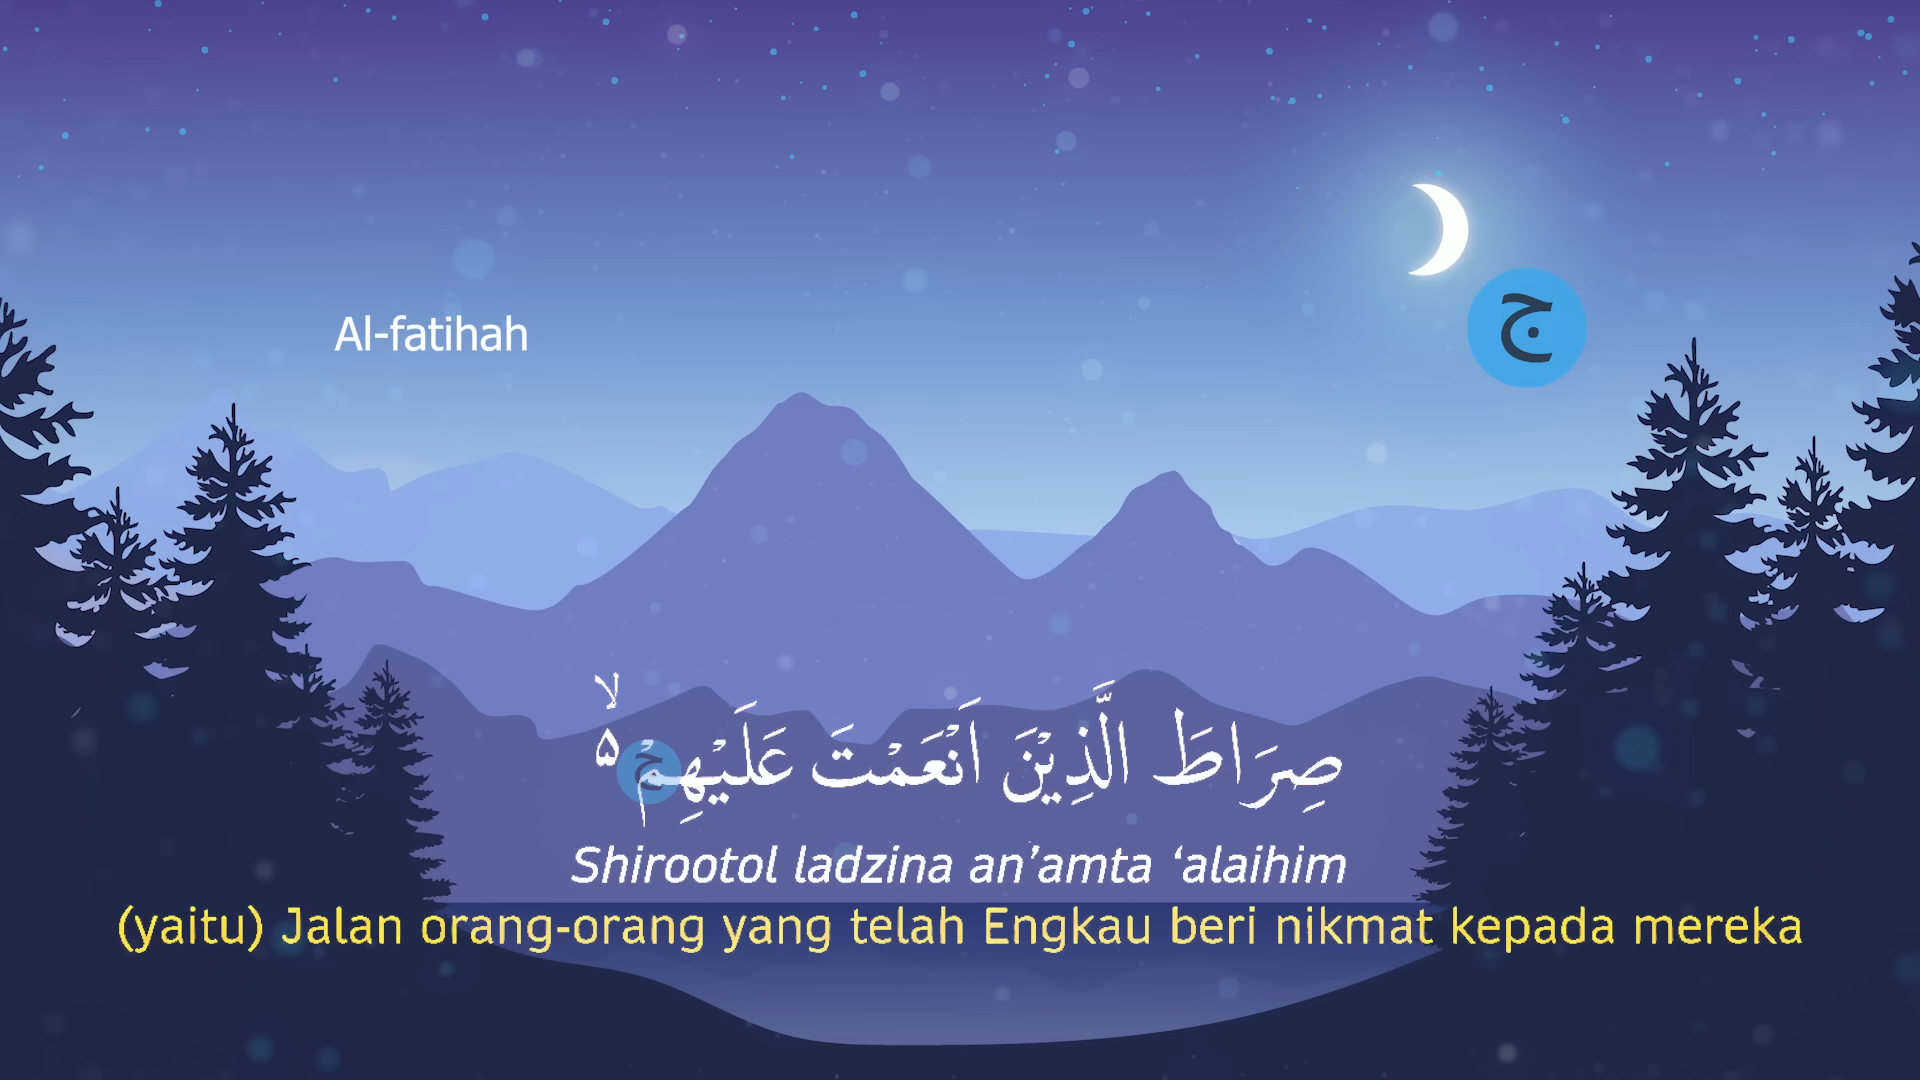 Al-fatihah
ج
صِرَاطَ الَّذِيْنَ اَنْعَمْتَ عَلَيْهِمْ ۙ ۵
ج
Shirootol ladzina an’amta ‘alaihim
(yaitu) Jalan orang-orang yang telah Engkau beri nikmat kepada mereka